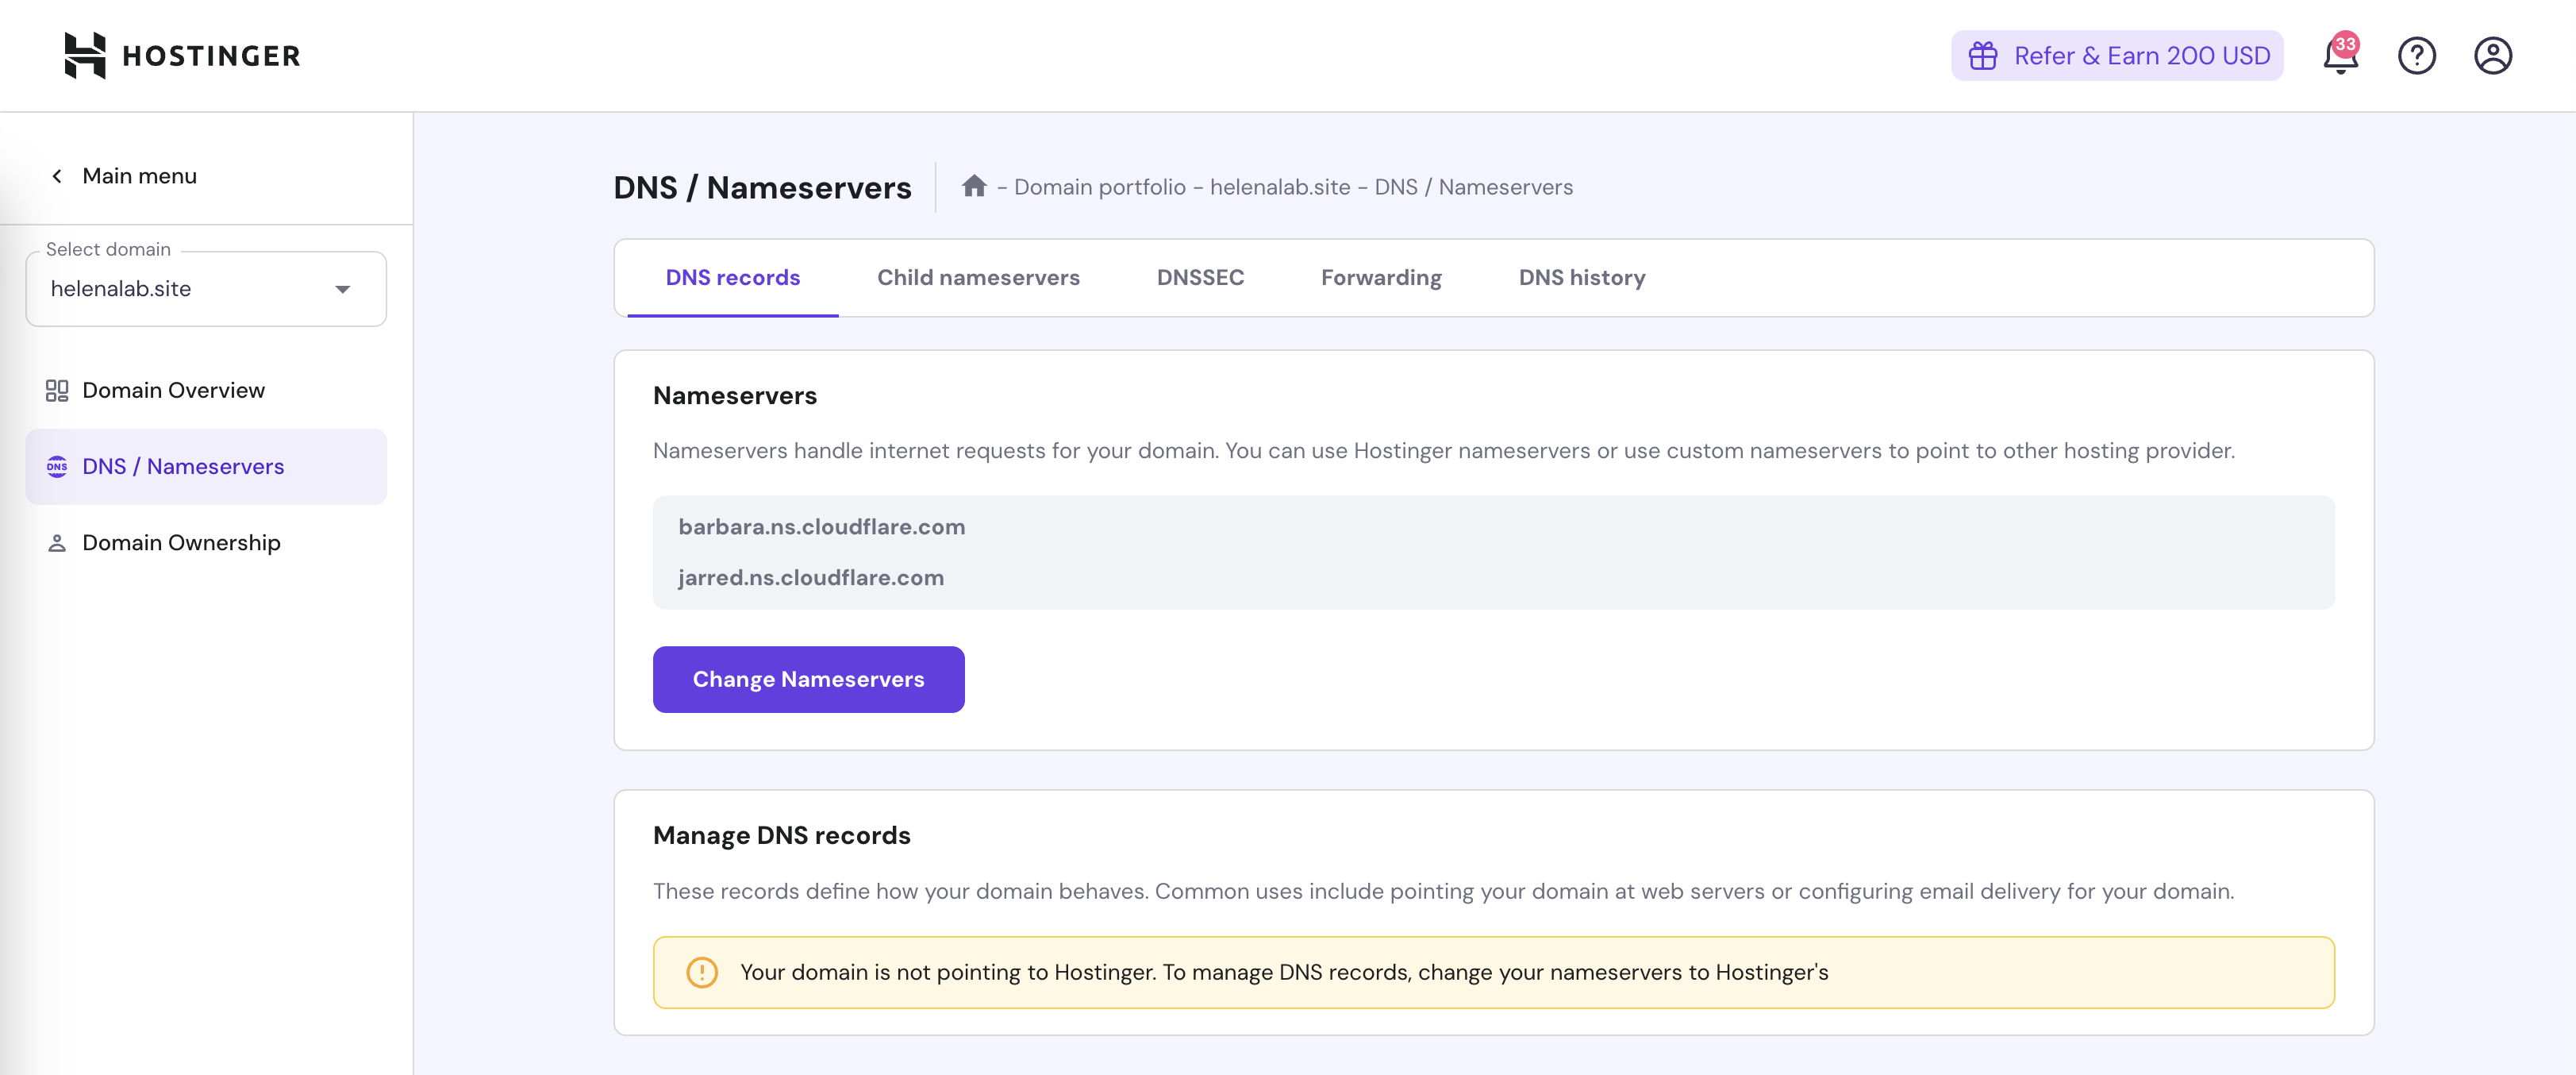 HOSTINGER
Refer & Earn 200 USD
33
Main menu
DNS / Nameservers
- Domain portfolio - helenalab.site - DNS / Nameservers
Select domain
helenalab.site
DNS records
Child nameservers
DNSSEC
Forwarding
DNS history
Domain Overview
DNS
DNS / Nameservers
Domain Ownership
Nameservers
Nameservers handle internet requests for your domain. You can use Hostinger nameservers or use custom nameservers to point to other hosting provider.
barbara.ns.cloudflare.com
jarred.ns.cloudflare.com
Change Nameservers
Manage DNS records
These records define how your domain behaves. Common uses include pointing your domain at web servers or configuring email delivery for your domain.
Your domain is not pointing to Hostinger. To manage DNS records, change your nameservers to Hostinger's